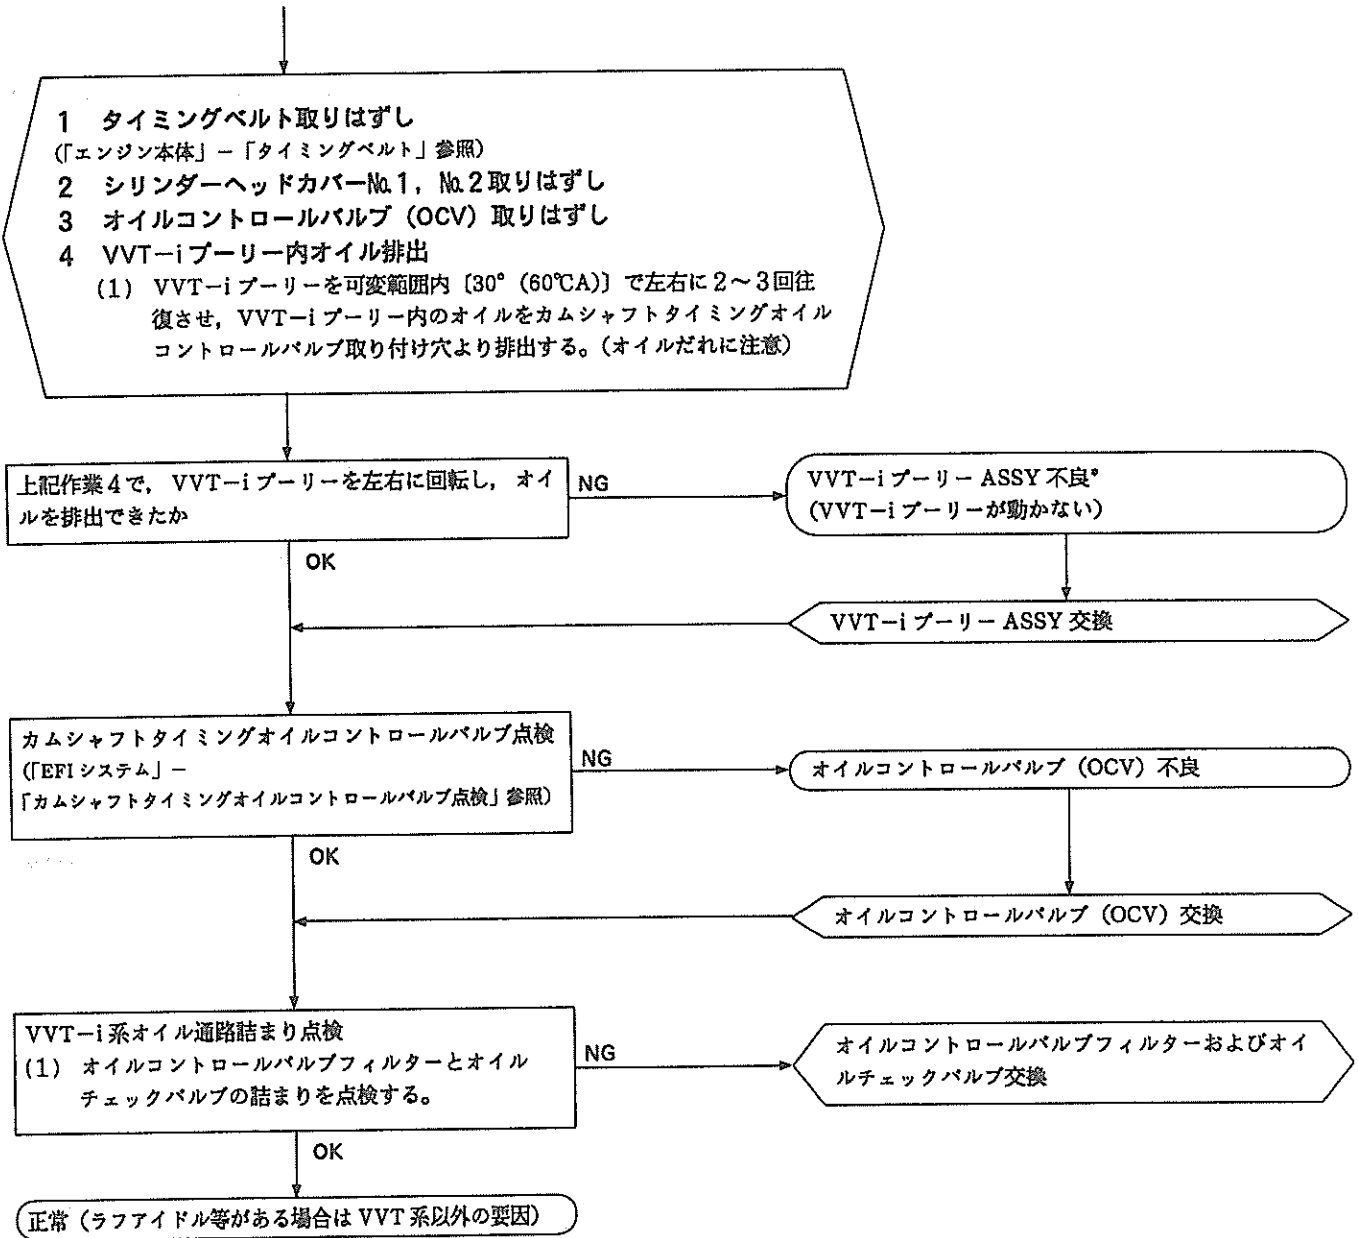 1 タイミングベルト取りはずし
(「エンジン本体」－「タイミングベルト」参照)
2 シリンダーヘッドカバー№1, №2取りはずし
3 オイルコントロールバルブ (OCV) 取りはずし
4 VVT－iプーリー内オイル排出
(1) VVT－iプーリーを可変範囲内〔30°(60℃A)〕で左右に2～3回往
復させ, VVT－iプーリー内のオイルをカムシャフトタイミングオイル
コントロールバルブ取り付け穴より排出する。(オイルだれに注意)
上記作業4で, VVT－iプーリーを左右に回転し, オイ
ルを排出できたか
NG
VVT－iプーリー ASSY 不良*
(VVT－iプーリーが動かない)
OK
VVT－iプーリー ASSY 交換
カムシャフトタイミングオイルコントロールバルブ点検
(「EFIシステム」－
「カムシャフトタイミングオイルコントロールバルブ点検」参照)
NG
オイルコントロールバルブ (OCV) 不良
OK
オイルコントロールバルブ (OCV) 交換
VVT－i系オイル通路詰まり点検
(1) オイルコントロールバルブフィルターとオイル
チェックバルブの詰まりを点検する。
NG
オイルコントロールバルブフィルターおよびオイ
ルチェックバルブ交換
OK
正常 (ラフアイドル等がある場合は VVT 系以外の要因)